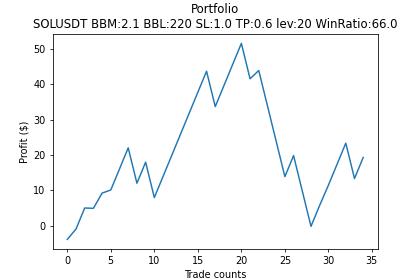 Portfolio
SOLUSDT BBM:2.1 BBL:220 SL:1.0 TP:0.6 lev:20 WinRatio:66.0
50
40
30
20
10
0
Profit ($)
0 5 10 15 20 25 30 35
Trade counts